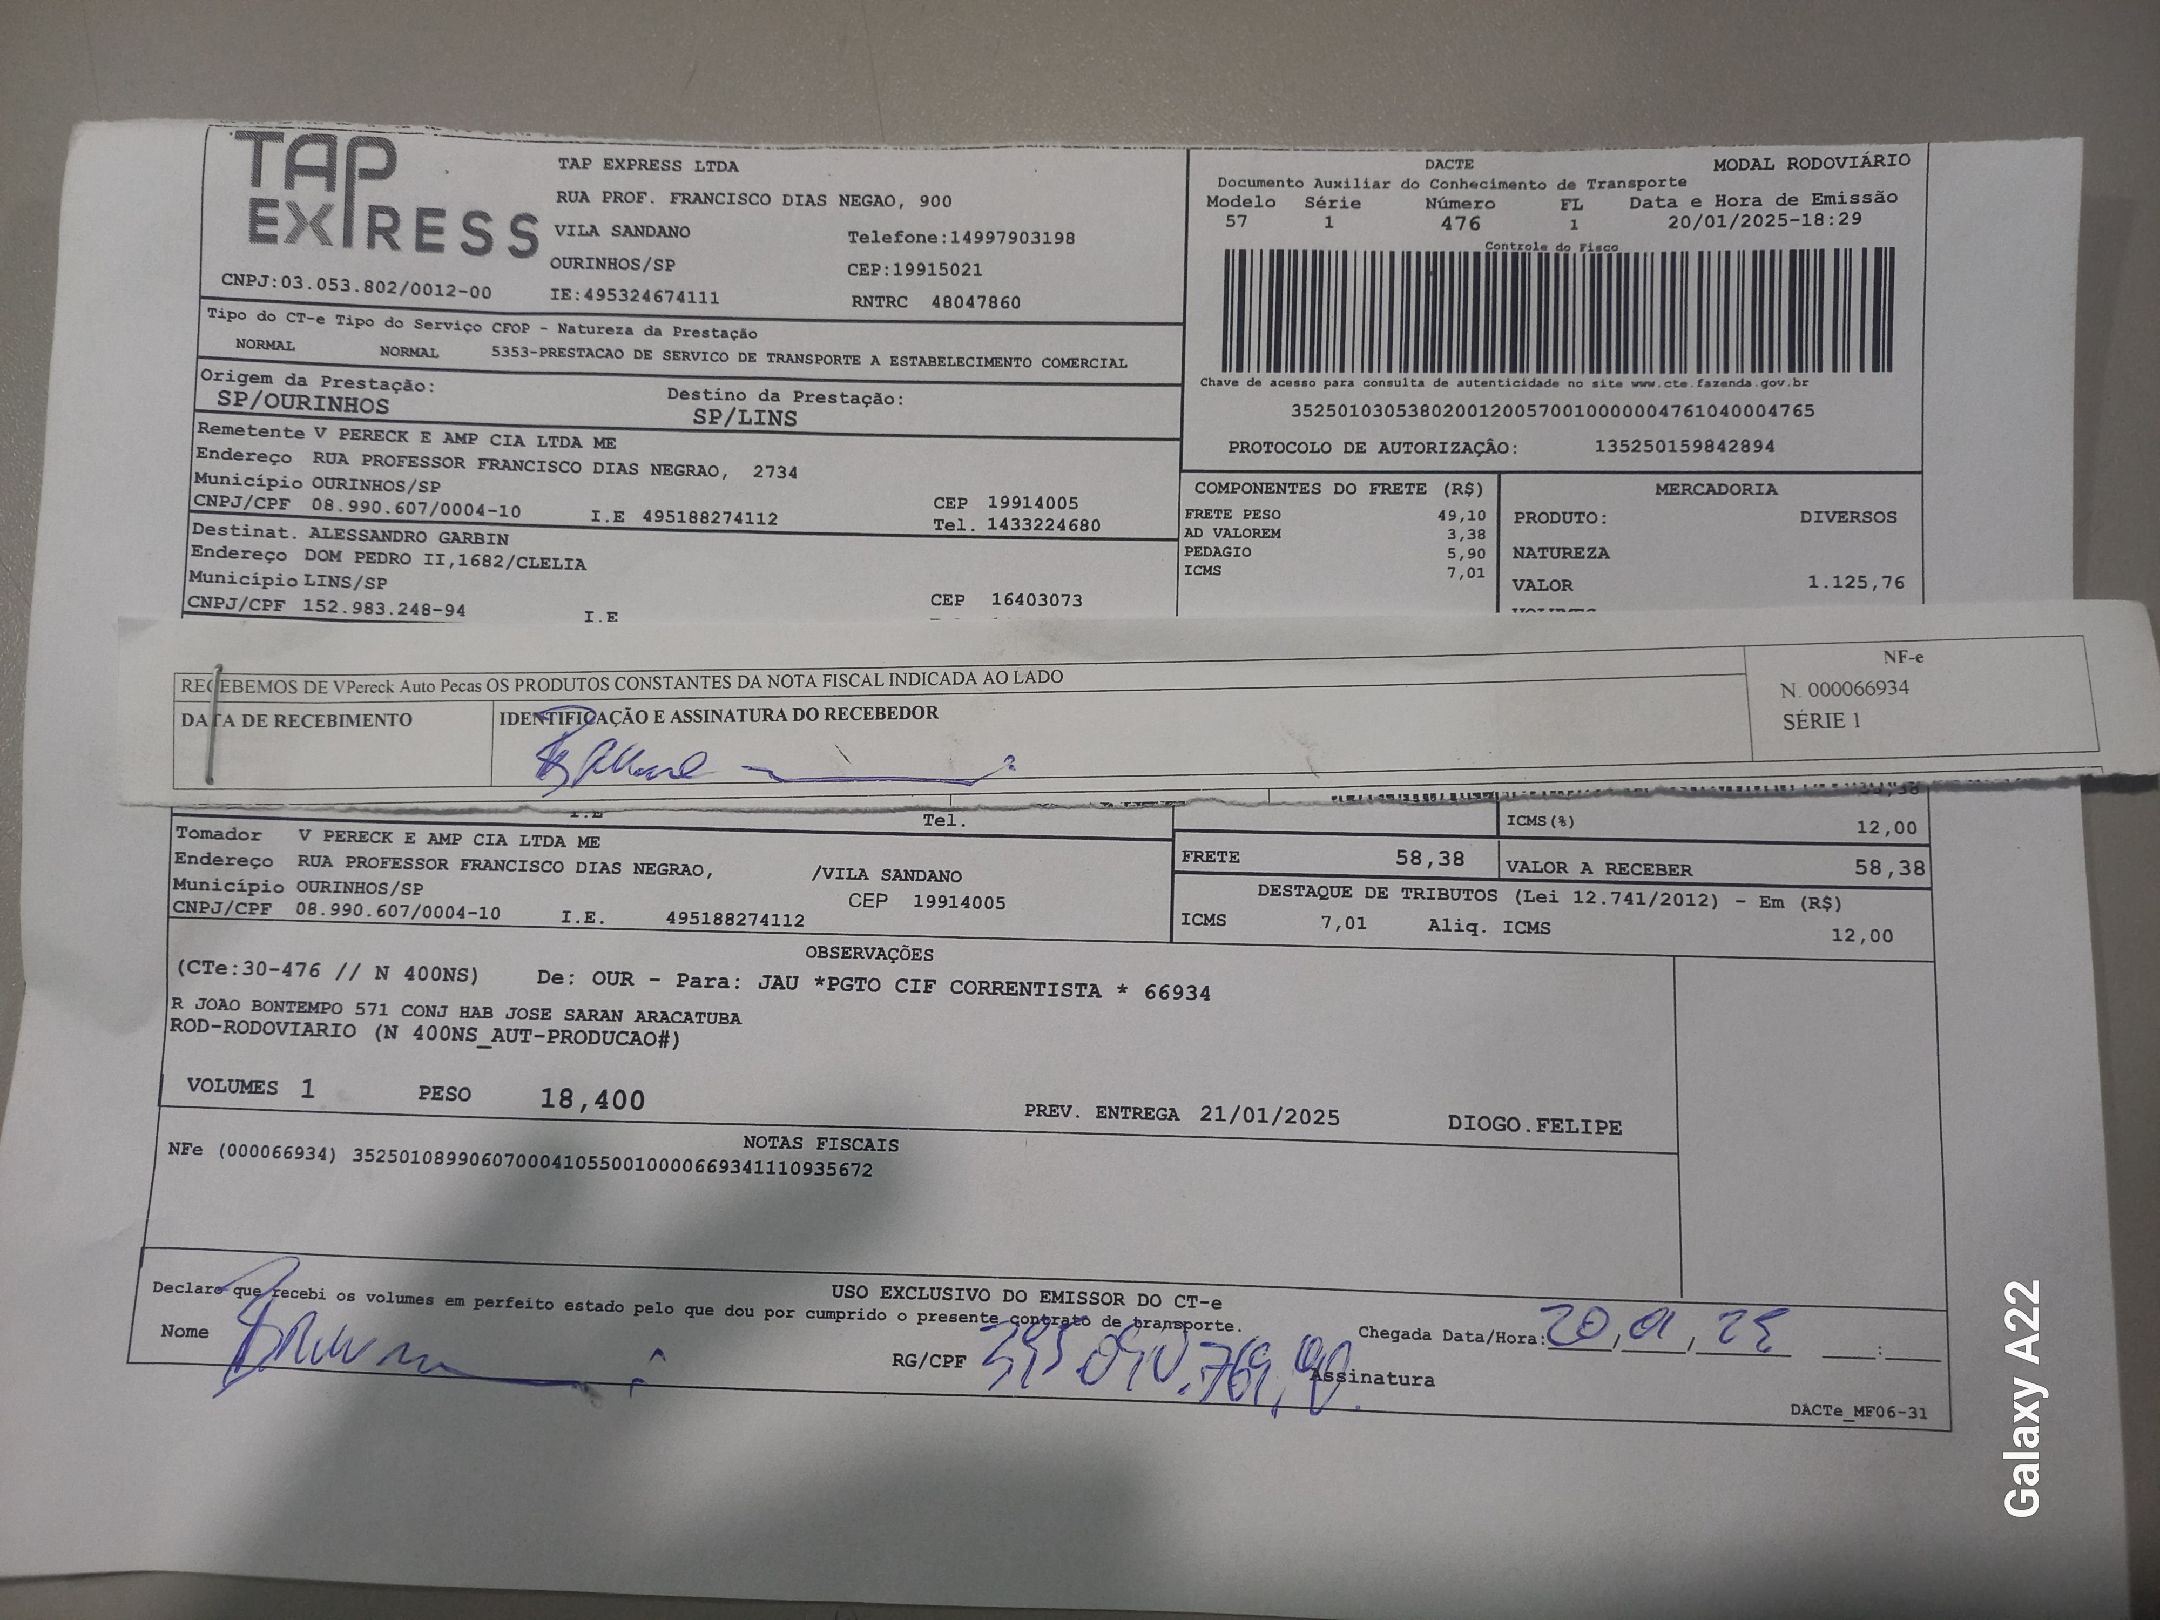 TAP EXPRESS
TAP EXPRESS LTDA
RUA PROF. FRANCISCO DIAS NEGAO, 900
VILA SANDANO
Telefone:14997903198
OURINHOS/SP
CEP:19915021
CNPJ:03.053.802/0012-00
IE:495324674111
RNTRC 48047860
DACTE
MODAL RODOVIÁRIO
Documento Auxiliar do Conhecimento de Transporte
Modelo Série Número FL Data e Hora de Emissão
57 1 476 1 20/01/2025-18:29
Controle do Fisco
Chave de acesso para consulta de autenticidade no site www.cte.fazenda.gov.br
35250103053802001200570010000004761040004765
PROTOCOLO DE AUTORIZAÇÃO: 135250159842894
Tipo do CT-e Tipo do Serviço CFOP - Natureza da Prestação
NORMAL NORMAL 5353-PRESTACAO DE SERVICO DE TRANSPORTE A ESTABELECIMENTO COMERCIAL
Origem da Prestação: Destino da Prestação:
SP/OURINHOS SP/LINS
Remetente V PERECK E AMP CIA LTDA ME
Endereço RUA PROFESSOR FRANCISCO DIAS NEGRAO, 2734
Município OURINHOS/SP
CEP 19914005
CNPJ/CPF 08.990.607/0004-10 I.E 495188274112 Tel. 1433224680
Destinat. ALESSANDRO GARBIN
Endereço DOM PEDRO II,1682/CLELIA
Município LINS/SP
CEP 16403073
CNPJ/CPF 152.983.248-94 I.E
COMPONENTES DO FRETE (R$)
FRETE PESO 49,10
AD VALOREM 3,38
PEDAGIO 5,90
ICMS 7,01
MERCADORIA
PRODUTO: DIVERSOS
NATUREZA
VALOR 1.125,76
RECEBEMOS DE VPereck Auto Pecas OS PRODUTOS CONSTANTES DA NOTA FISCAL INDICADA AO LADO
DATA DE RECEBIMENTO
IDENTIFICAÇÃO E ASSINATURA DO RECEBEDOR
NF-e
N. 000066934
SÉRIE 1
Tel.
ICMS(%) 12,00
Tomador V PERECK E AMP CIA LTDA ME
Endereço RUA PROFESSOR FRANCISCO DIAS NEGRAO, /VILA SANDANO
Município OURINHOS/SP CEP 19914005
CNPJ/CPF 08.990.607/0004-10 I.E. 495188274112
FRETE 58,38 VALOR A RECEBER 58,38
DESTAQUE DE TRIBUTOS (Lei 12.741/2012) - Em (R$)
ICMS 7,01 Aliq. ICMS 12,00
OBSERVAÇÕES
(CTe:30-476 // N 400NS) De: OUR - Para: JAU *PGTO CIF CORRENTISTA * 66934
R JOAO BONTEMPO 571 CONJ HAB JOSE SARAN ARACATUBA
ROD-RODOVIARIO (N 400NS_AUT-PRODUCAO#)
VOLUMES 1 PESO 18,400 PREV. ENTREGA 21/01/2025 DIOGO.FELIPE
NOTAS FISCAIS
NFe (000066934) 35250108990607000410550010000669341110935672
USO EXCLUSIVO DO EMISSOR DO CT-e
Declaro que recebi os volumes em perfeito estado pelo que dou por cumprido o presente contrato de transporte.
Chegada Data/Hora: 20,01,25 __:__
Nome RG/CPF
Assinatura
DACTe_MF06-31
Galaxy A22